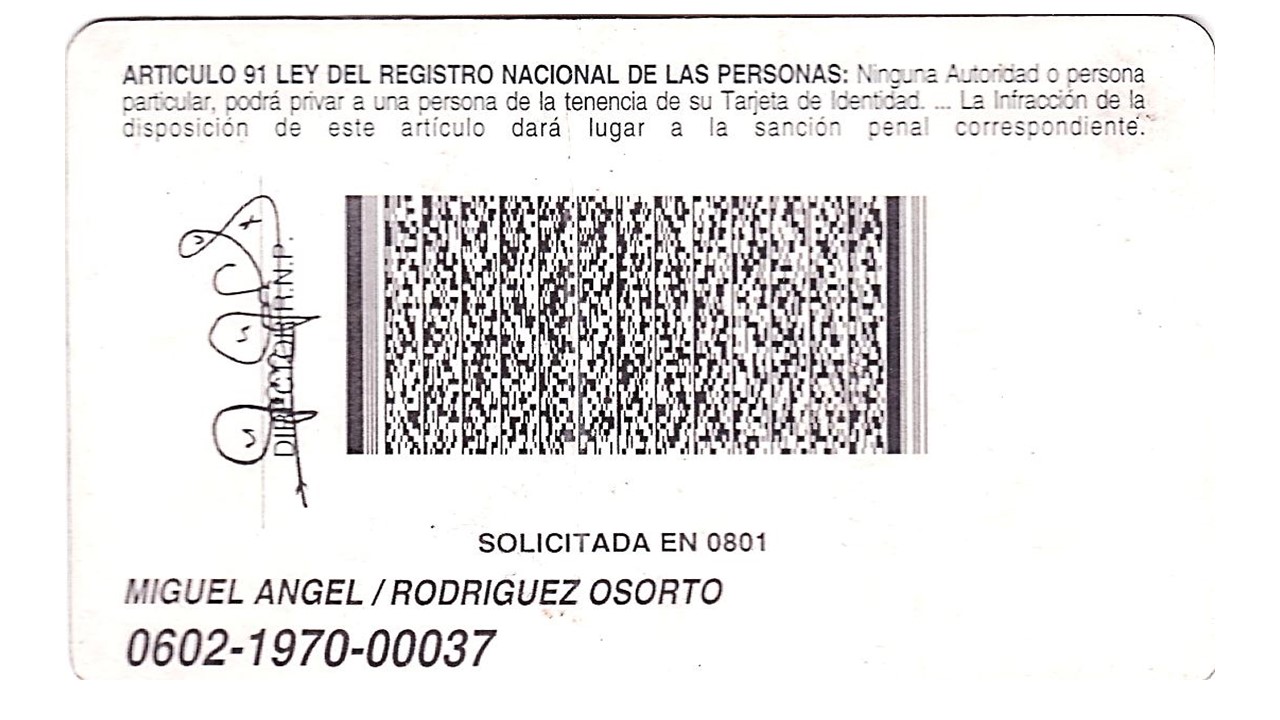 ARTICULO 91 LEY DEL REGISTRO NACIONAL DE LAS PERSONAS: Ninguna Autoridad o persona
particular, podrá privar a una persona de la tenencia de su Tarjeta de Identidad. ... La Infracción de la
disposición de este artículo dará lugar a la sanción penal correspondiente.
DIRECTOR R.N.P.
SOLICITADA EN 0801
MIGUEL ANGEL / RODRIGUEZ OSORTO
0602-1970-00037